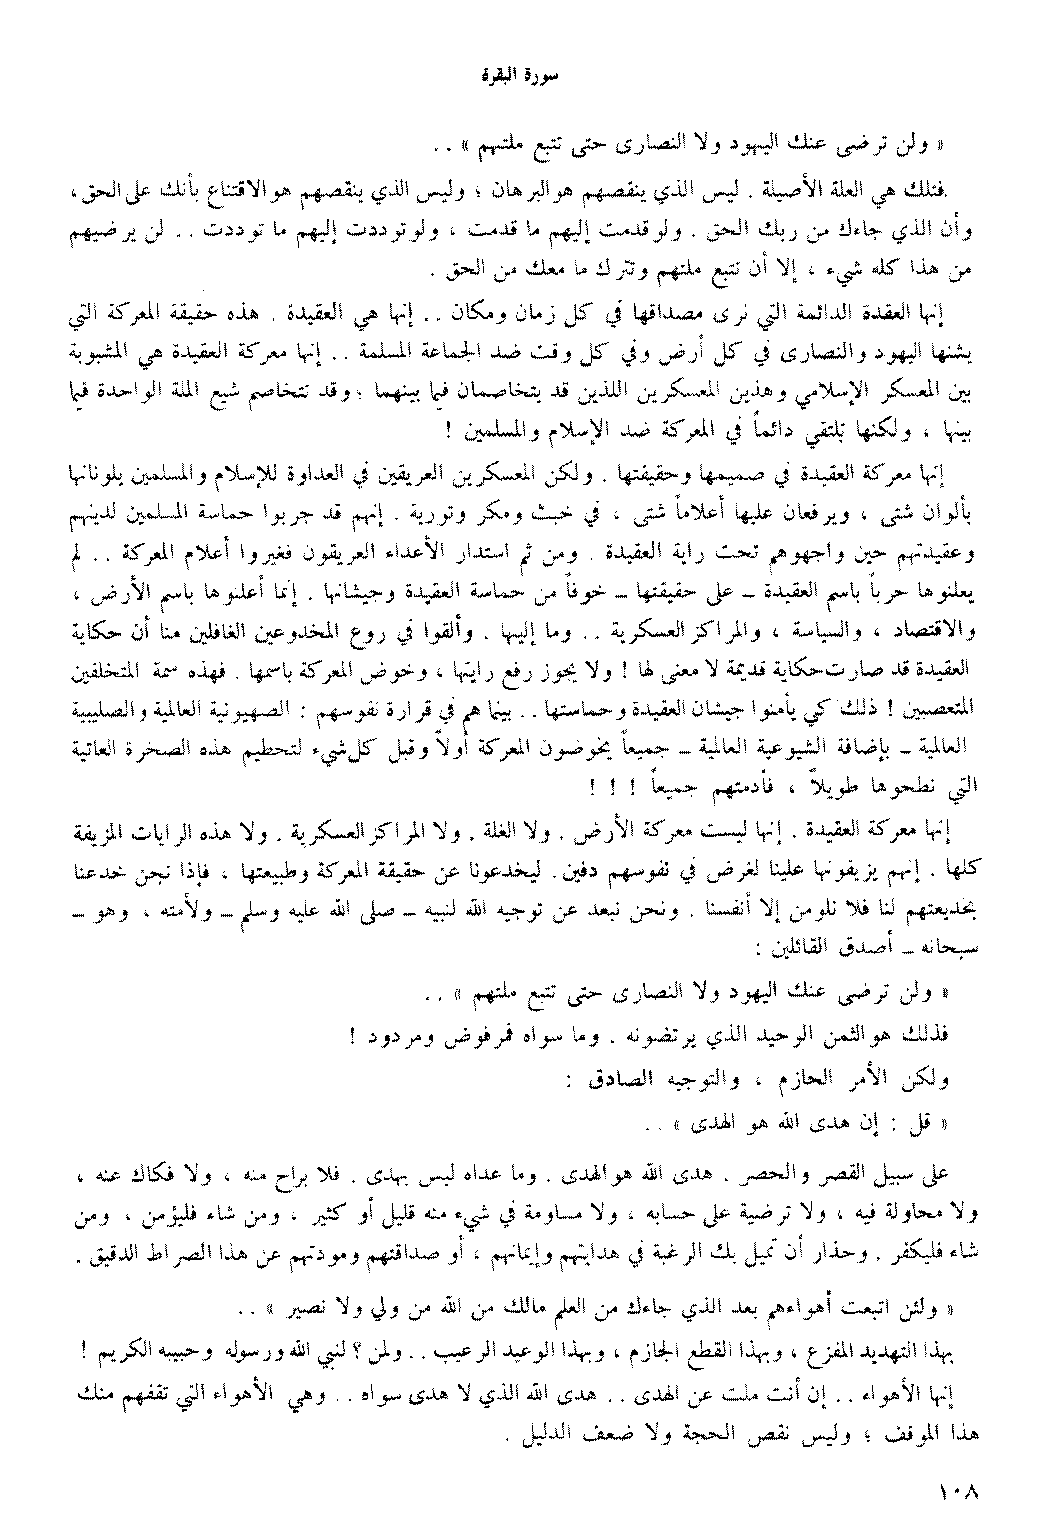 سورة البقرة
« ولن ترضى عنك اليهود ولا النصارى حتى تتبع ملتهم » . .
فتلك هي العلة الأصيلة . ليس الذي ينقصهم هو البرهان ؛ وليس الذي ينقصهم هو الاقتناع بأنك على الحق ،
وأن الذي جاءك من ربك الحق . ولو قدمت إليهم ما قدمت ، ولو توددت إليهم ما توددت . . لن يرضيهم
من هذا كله شيء ، إلا أن تتبع ملتهم وتترك ما معك من الحق .
إنها العقدة الدائمة التي نرى مصداقها في كل زمان ومكان . . إنها هي العقيدة . هذه حقيقة المعركة التي
يشنها اليهود والنصارى في كل أرض وفي كل وقت ضد الجماعة المسلمة . . إنها معركة العقيدة هي المشبوبة
بين المعسكر الإسلامي وهذين المعسكرين اللذين قد يتخاصمان فيما بينهما ؛ وقد تتخاصم شيع الملة الواحدة فيما
بينها ، ولكنها تلتقي دائماً في المعركة ضد الإسلام والمسلمين !
إنها معركة العقيدة في صميمها وحقيقتها . ولكن المعسكرين العريقين في العداوة للإسلام والمسلمين يلونانها
بألوان شتى ، ويرفعان عليها أعلاماً شتى ، في خبث ومكر وتورية . إنهم قد جربوا حماسة المسلمين لدينهم
وعقيدتهم حين واجهوهم تحت راية العقيدة . ومن ثم استدار الأعداء العريقون فغيروا أعلام المعركة . . لم
يعلنوها حرباً باسم العقيدة – على حقيقتها – خوفاً من حماسة العقيدة وجيشانها . إنما أعلنوها باسم الأرض ،
والاقتصاد ، والسياسة ، والمراكز العسكرية . . وما إليها . وألقوا في روع المخدوعين الغافلين منا أن حكاية
العقيدة قد صارت حكاية قديمة لا معنى لها ! ولا يجوز رفع رايتها ، وخوض المعركة باسمها . فهذه سمة المتخلفين
المتعصبين ! ذلك كي يأمنوا جيشان العقيدة وحماستها . . بينما هم في قرارة نفوسهم : الصهيونية العالمية والصليبية
العالمية – بإضافة الشيوعية العالمية – جميعاً يخوضون المعركة أولاً وقبل كل شيء لتحطيم هذه الصخرة العاتية
التي نطحوها طويلاً ، فأدمتهم جميعاً ! ! !
إنها معركة العقيدة . إنها ليست معركة الأرض . ولا الغلة . ولا المراكز العسكرية . ولا هذه الرايات المزيفة
كلها . إنهم يزيفونها علينا لغرض في نفوسهم دفين . ليخدعونا عن حقيقة المعركة وطبيعتها ، فإذا نحن خدعنا
بخديعتهم لنا فلا نلومن إلا أنفسنا . ونحن نبعد عن توجيه الله لنبيه – صلى الله عليه وسلم – ولأمته ، وهو –
سبحانه – أصدق القائلين :
« ولن ترضى عنك اليهود ولا النصارى حتى تتبع ملتهم » . .
فذلك هو الثمن الوحيد الذي يرتضونه . وما سواه فمرفوض ومردود !
ولكن الأمر الحازم ، والتوجيه الصادق :
« قل : إن هدى الله هو الهدى » . .
على سبيل القصر والحصر . هدى الله هو الهدى . وما عداه ليس بهدى . فلا براح منه ، ولا فكاك عنه ،
ولا محاولة فيه ، ولا ترضية على حسابه ، ولا مساومة في شيء منه قليل أو كثير ، ومن شاء فليؤمن ، ومن
شاء فليكفر . وحذار أن تميل بك الرغبة في هدايتهم وإيمانهم ، أو صداقتهم ومودتهم عن هذا الصراط الدقيق .
« ولئن اتبعت أهواءهم بعد الذي جاءك من العلم مالك من الله من ولي ولا نصير » . .
بهذا التهديد المفزع ، وبهذا القطع الجازم ، وبهذا الوعيد الرعيب . . ولمن ؟ لنبي الله ورسوله وحبيبه الكريم !
إنها الأهواء . . إن أنت ملت عن الهدى . . هدى الله الذي لا هدى سواه . . وهي الأهواء التي تقفهم منك
هذا الموقف ؛ وليس نقص الحجة ولا ضعف الدليل .
١٠٨